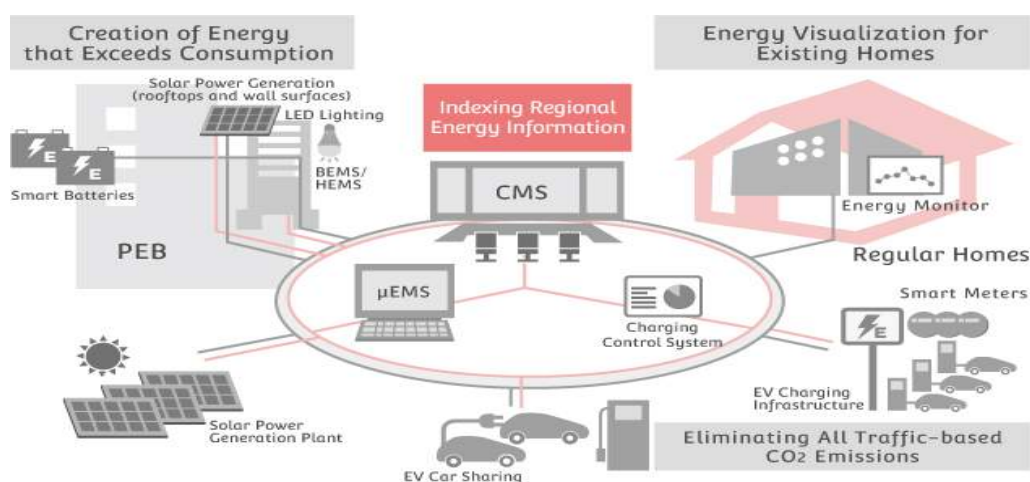 Creation of Energy
that Exceeds Consumption
Energy Visualization for
Existing Homes
Solar Power Generation
(rooftops and wall surfaces)
LED Lighting
Indexing Regional
Energy Information
BEMS/
HEMS
E
E
Smart Batteries
CMS
Energy Monitor
PEB
Regular Homes
μEMS
Smart Meters
E
Charging
Control System
EV Charging
Infrastructure
Solar Power
Generation Plant
Eliminating All Traffic-based
CO2 Emissions
EV Car Sharing